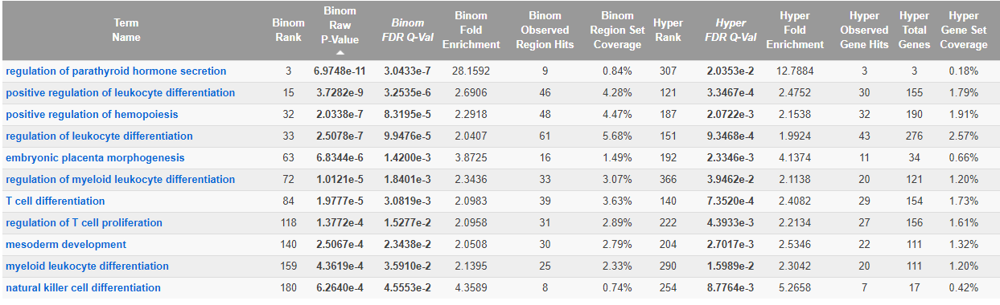 Term Name Binom Rank Binom Raw P-Value Binom FDR Q-Val Binom Fold Enrichment Binom Observed Region Hits Binom Region Set Coverage Hyper Rank Hyper FDR Q-Val Hyper Fold Enrichment Hyper Observed Gene Hits Hyper Total Genes Hyper Gene Set Coverage
regulation of parathyroid hormone secretion 3 6.9748e-11 3.0433e-7 28.1592 9 0.84% 307 2.0353e-2 12.7884 3 3 0.18%
positive regulation of leukocyte differentiation 15 3.7282e-9 3.2535e-6 2.6906 46 4.28% 121 3.3467e-4 2.4752 30 155 1.79%
positive regulation of hemopoiesis 32 2.0338e-7 8.3195e-5 2.2918 48 4.47% 187 2.0722e-3 2.1538 32 190 1.91%
regulation of leukocyte differentiation 33 2.5078e-7 9.9476e-5 2.0407 61 5.68% 151 9.3468e-4 1.9924 43 276 2.57%
embryonic placenta morphogenesis 63 6.8344e-6 1.4200e-3 3.8725 16 1.49% 192 2.3346e-3 4.1374 11 34 0.66%
regulation of myeloid leukocyte differentiation 72 1.0121e-5 1.8401e-3 2.3436 33 3.07% 366 3.9462e-2 2.1138 20 121 1.20%
T cell differentiation 84 1.9777e-5 3.0819e-3 2.0983 39 3.63% 140 7.3520e-4 2.4082 29 154 1.73%
regulation of T cell proliferation 118 1.3772e-4 1.5277e-2 2.0958 31 2.89% 222 4.3933e-3 2.2134 27 156 1.61%
mesoderm development 140 2.5067e-4 2.3438e-2 2.0508 30 2.79% 204 2.7017e-3 2.5346 22 111 1.32%
myeloid leukocyte differentiation 159 4.3619e-4 3.5910e-2 2.1395 25 2.33% 290 1.5989e-2 2.3042 20 111 1.20%
natural killer cell differentiation 180 6.2640e-4 4.5553e-2 4.3589 8 0.74% 254 8.7764e-3 5.2658 7 17 0.42%